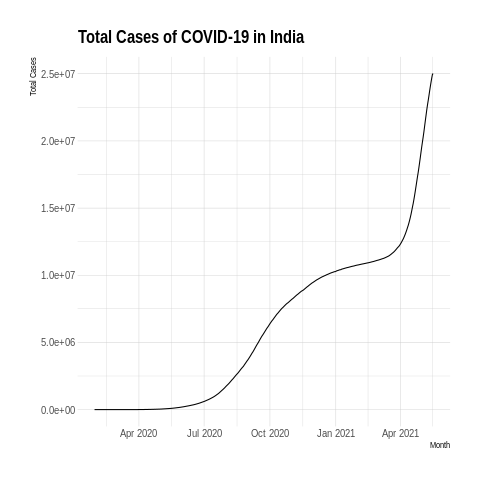 Total Cases of COVID-19 in India
Total Cases
2.5e+07
2.0e+07
1.5e+07
1.0e+07
5.0e+06
0.0e+00
Apr 2020 Jul 2020 Oct 2020 Jan 2021 Apr 2021
Month